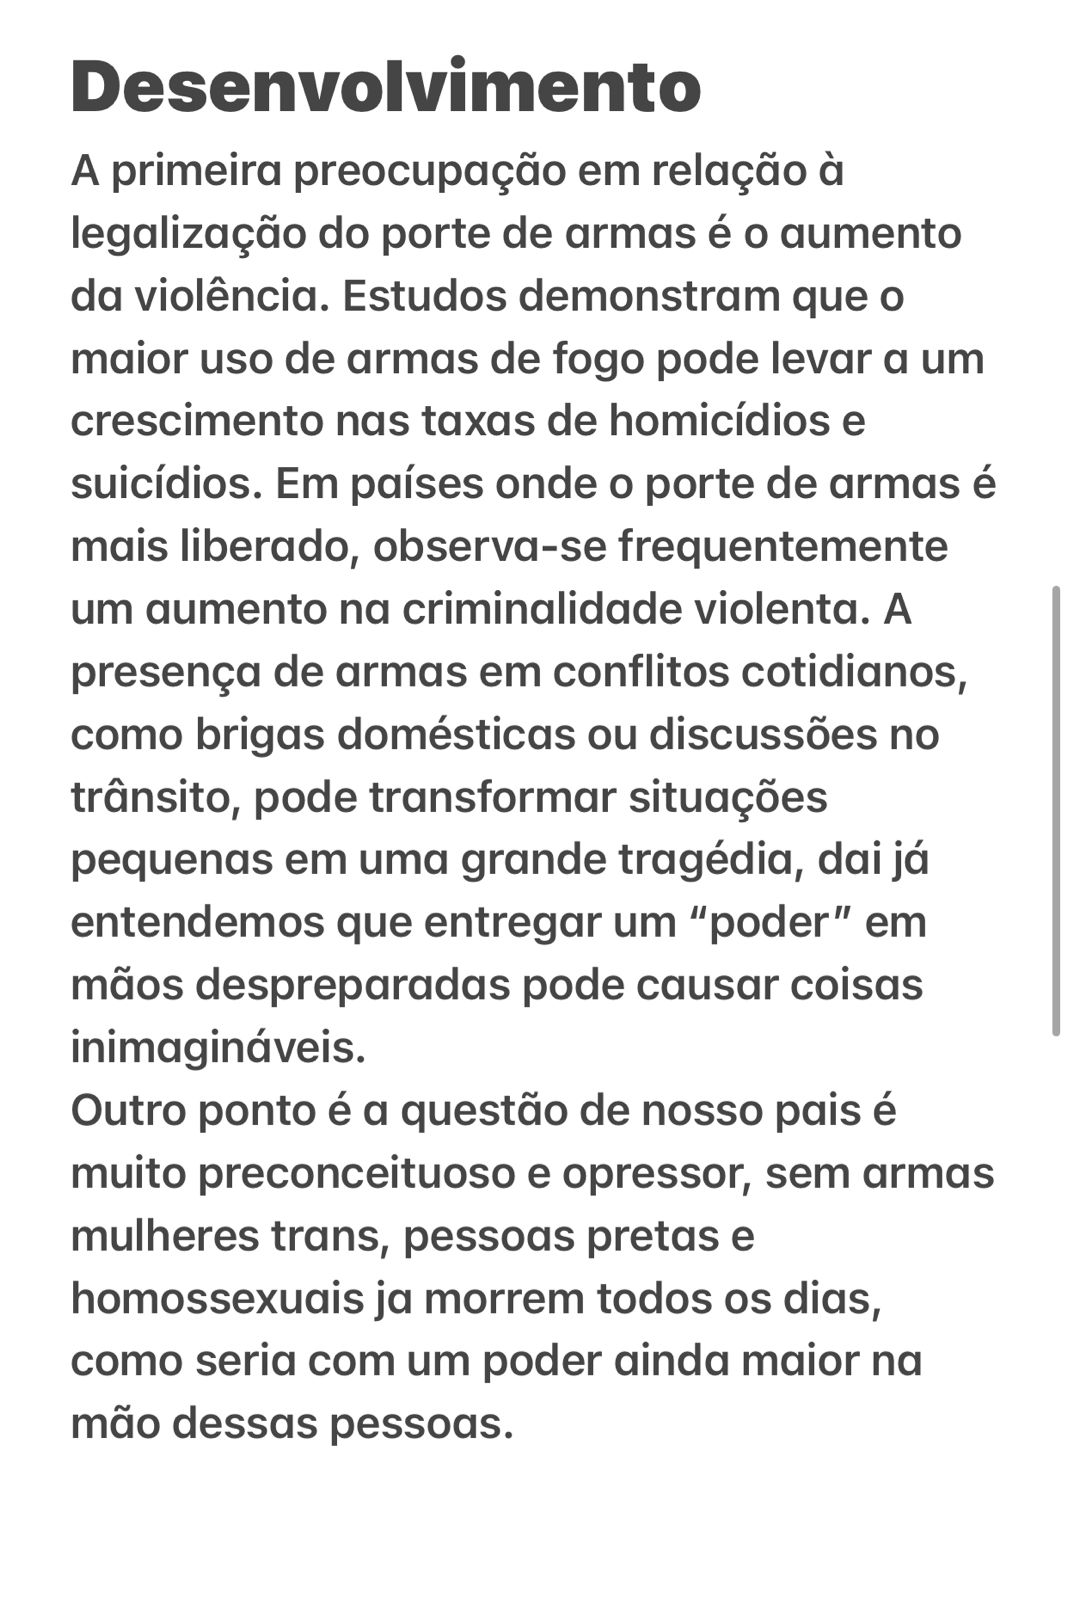 Desenvolvimento
A primeira preocupação em relação à
legalização do porte de armas é o aumento
da violência. Estudos demonstram que o
maior uso de armas de fogo pode levar a um
crescimento nas taxas de homicídios e
suicídios. Em países onde o porte de armas é
mais liberado, observa-se frequentemente
um aumento na criminalidade violenta. A
presença de armas em conflitos cotidianos,
como brigas domésticas ou discussões no
trânsito, pode transformar situações
pequenas em uma grande tragédia, dai já
entendemos que entregar um “poder” em
mãos despreparadas pode causar coisas
inimagináveis.
Outro ponto é a questão de nosso pais é
muito preconceituoso e opressor, sem armas
mulheres trans, pessoas pretas e
homossexuais ja morrem todos os dias,
como seria com um poder ainda maior na
mão dessas pessoas.